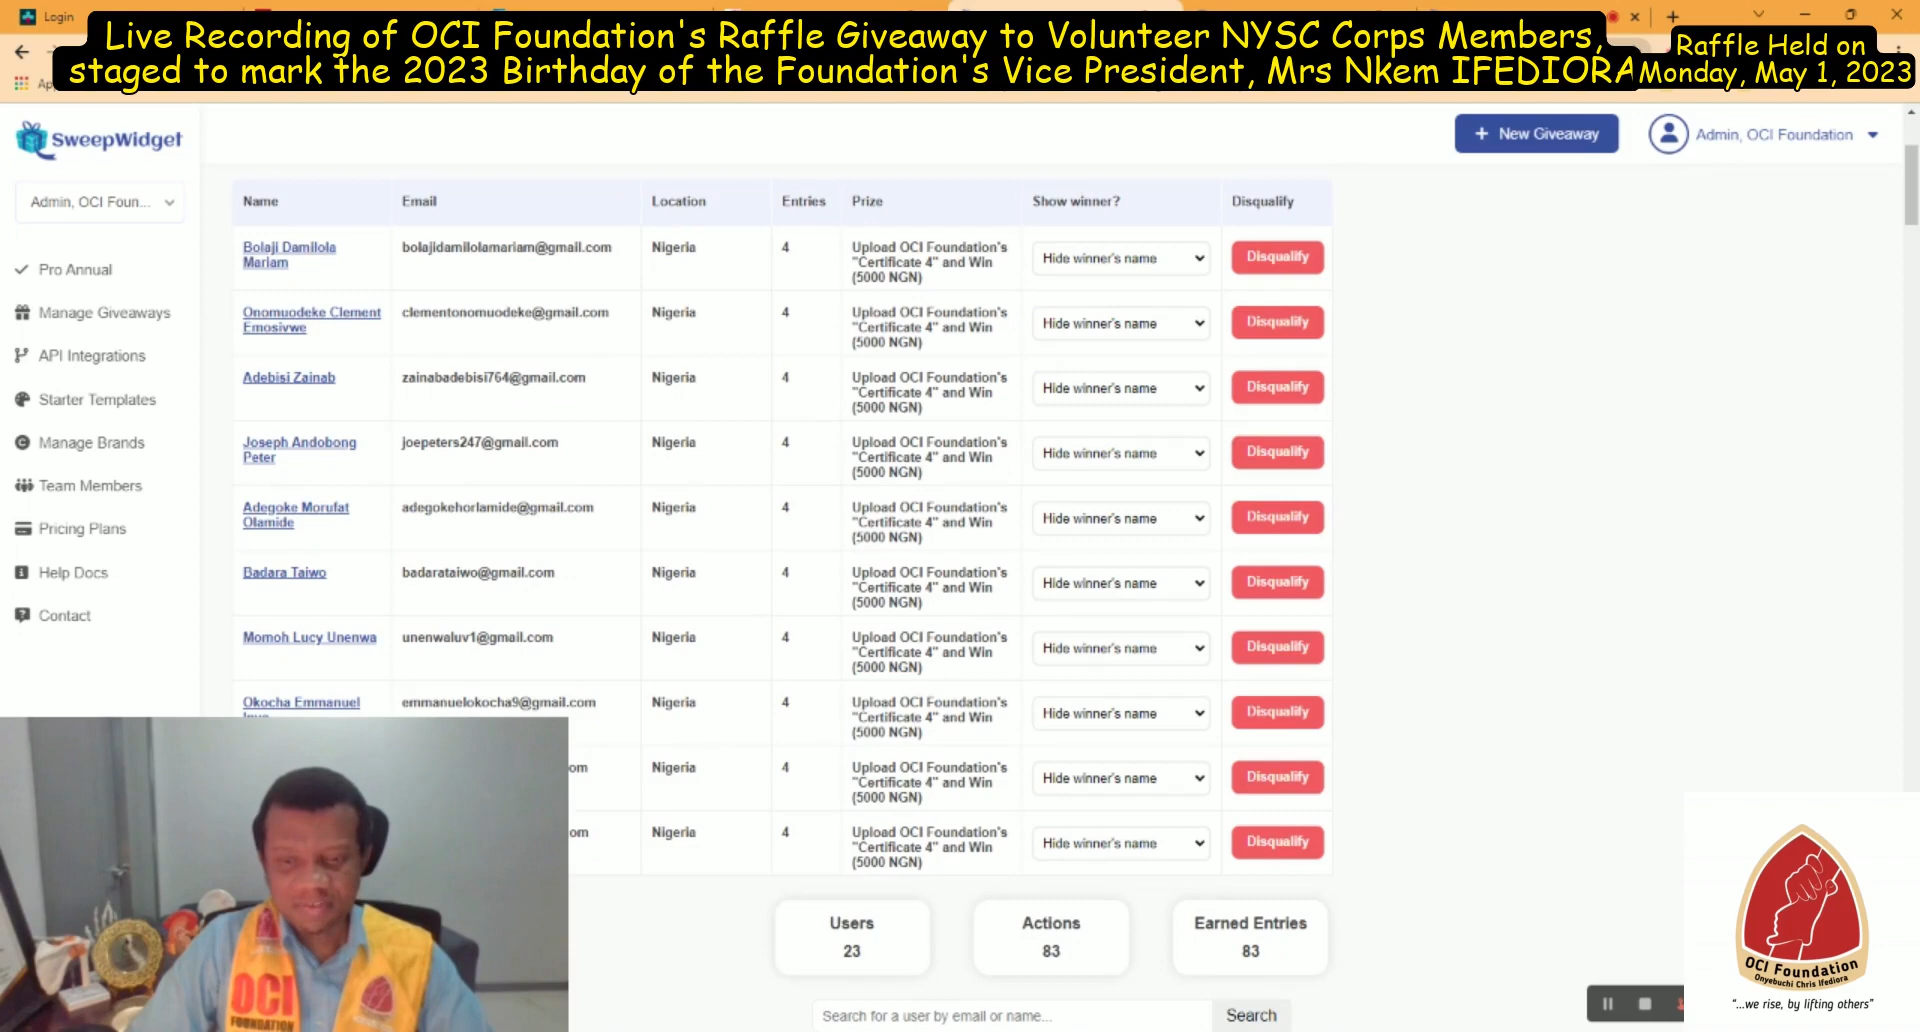 Login
Live Recording of OCI Foundation's Raffle Giveaway to Volunteer NYSC Corps Members,
staged to mark the 2023 Birthday of the Foundation's Vice President, Mrs Nkem IFEDIORA
Raffle Held on
Monday, May 1, 2023
SweepWidget
+ New Giveaway
Admin, OCI Foundation
Admin, OCI Foun...
Pro Annual
Manage Giveaways
API Integrations
Starter Templates
Manage Brands
Team Members
Pricing Plans
Help Docs
Contact
Name Email Location Entries Prize Show winner? Disqualify
Bolaji Damilola
Mariam
bolajidamilolamariam@gmail.com
Nigeria
4
Upload OCI Foundation's
"Certificate 4" and Win
(5000 NGN)
Hide winner's name
Disqualify
Onomuodeke Clement
Emosivwe
clementonomuodeke@gmail.com
Nigeria
4
Upload OCI Foundation's
"Certificate 4" and Win
(5000 NGN)
Hide winner's name
Disqualify
Adebisi Zainab
zainabadebisi764@gmail.com
Nigeria
4
Upload OCI Foundation's
"Certificate 4" and Win
(5000 NGN)
Hide winner's name
Disqualify
Joseph Andobong
Peter
joepeters247@gmail.com
Nigeria
4
Upload OCI Foundation's
"Certificate 4" and Win
(5000 NGN)
Hide winner's name
Disqualify
Adegoke Morufat
Olamide
adegokehorlamide@gmail.com
Nigeria
4
Upload OCI Foundation's
"Certificate 4" and Win
(5000 NGN)
Hide winner's name
Disqualify
Badara Taiwo
badarataiwo@gmail.com
Nigeria
4
Upload OCI Foundation's
"Certificate 4" and Win
(5000 NGN)
Hide winner's name
Disqualify
Momoh Lucy Unenwa
unenwaluv1@gmail.com
Nigeria
4
Upload OCI Foundation's
"Certificate 4" and Win
(5000 NGN)
Hide winner's name
Disqualify
Okocha Emmanuel
emmanuelokocha9@gmail.com
Nigeria
4
Upload OCI Foundation's
"Certificate 4" and Win
(5000 NGN)
Hide winner's name
Disqualify
om
Nigeria
4
Upload OCI Foundation's
"Certificate 4" and Win
(5000 NGN)
Hide winner's name
Disqualify
om
Nigeria
4
Upload OCI Foundation's
"Certificate 4" and Win
(5000 NGN)
Hide winner's name
Disqualify
Users
23
Actions
83
Earned Entries
83
Search for a user by email or name...
Search
OCI
FOUNDATION
OCI Foundation
Onyebuchi Chris Ifediora
"...we rise, by lifting others"